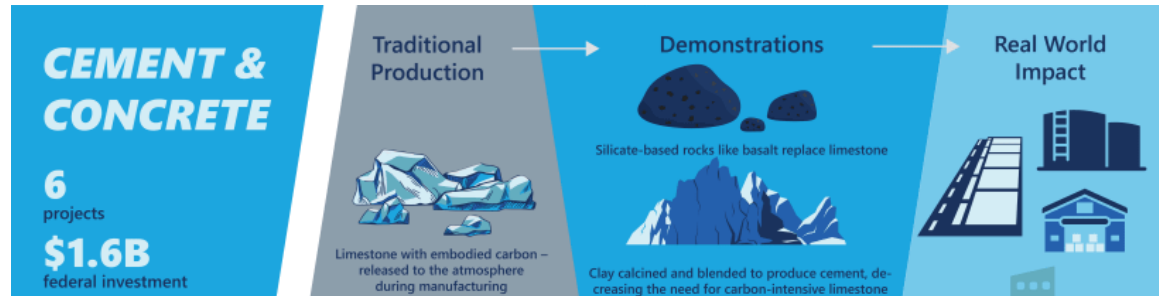 CEMENT &
CONCRETE
6
projects
$1.6B
federal investment
Traditional
Production
Limestone with embodied carbon –
released to the atmosphere
during manufacturing
Demonstrations
Silicate-based rocks like basalt replace limestone
Clay calcined and blended to produce cement, de-
creasing the need for carbon-intensive limestone
Real World
Impact